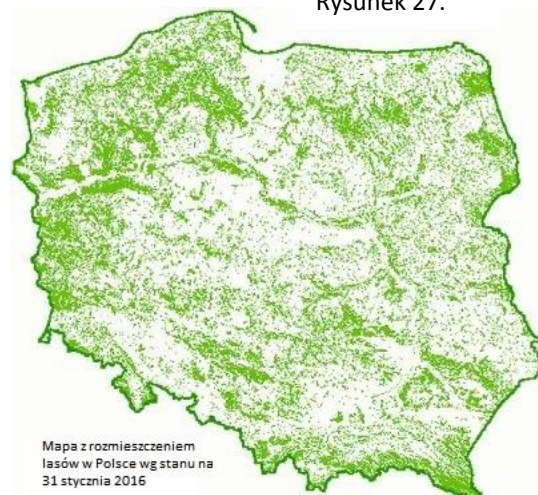 Rysunek 27.
Mapa z rozmieszczeniem
lasów w Polsce wg stanu na
31 stycznia 2016